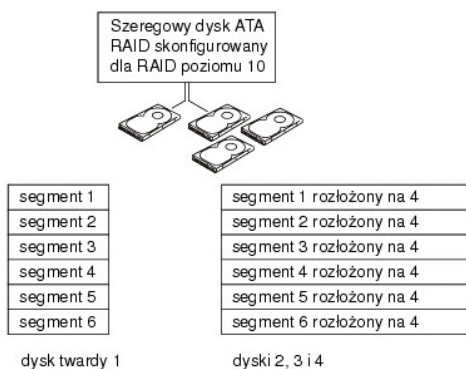 Szeregowy dysk ATA
RAID skonfigurowany
dla RAID poziomu 10
segment 1
segment 2
segment 3
segment 4
segment 5
segment 6
dysk twardy 1
segment 1 rozłożony na 4
segment 2 rozłożony na 4
segment 3 rozłożony na 4
segment 4 rozłożony na 4
segment 5 rozłożony na 4
segment 6 rozłożony na 4
dyski 2, 3 i 4